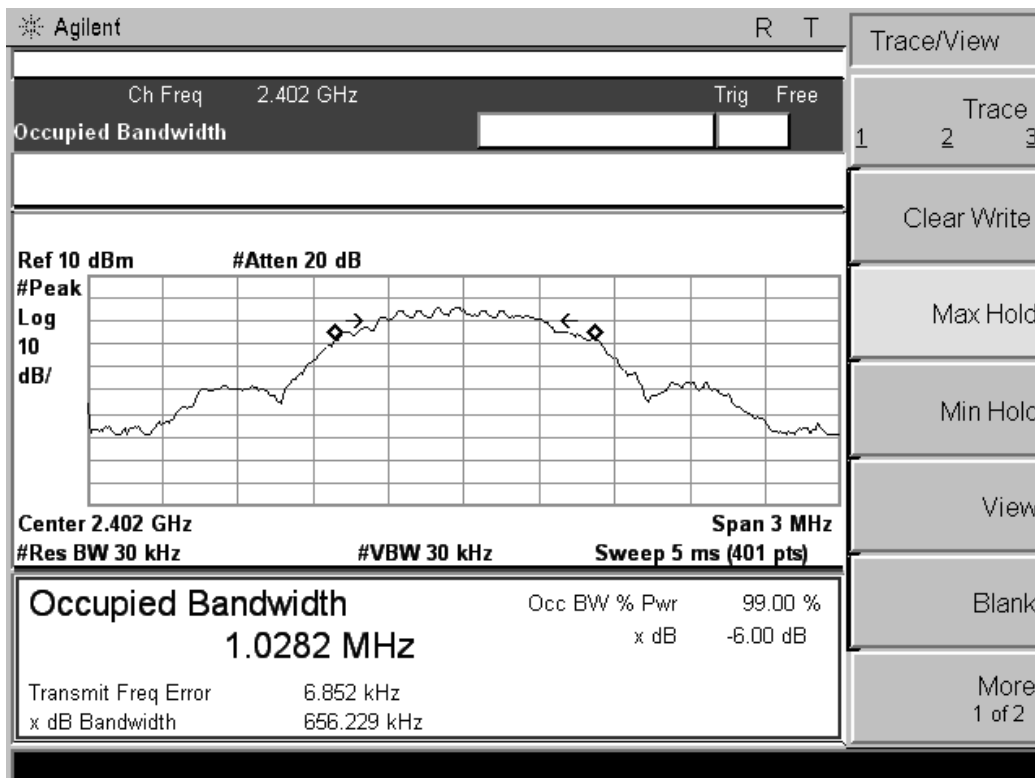 Agilent R T
Trace/View
Ch Freq 2.402 GHz Trig Free
Occupied Bandwidth
Trace
1 2 3
Clear Write
Max Hold
Min Hold
View
Blank
More
1 of 2
Ref 10 dBm #Atten 20 dB
#Peak
Log
10
dB/
Center 2.402 GHz Span 3 MHz
#Res BW 30 kHz #VBW 30 kHz Sweep 5 ms (401 pts)
Occupied Bandwidth
1.0282 MHz
Occ BW % Pwr 99.00 %
x dB -6.00 dB
Transmit Freq Error 6.852 kHz
x dB Bandwidth 656.229 kHz